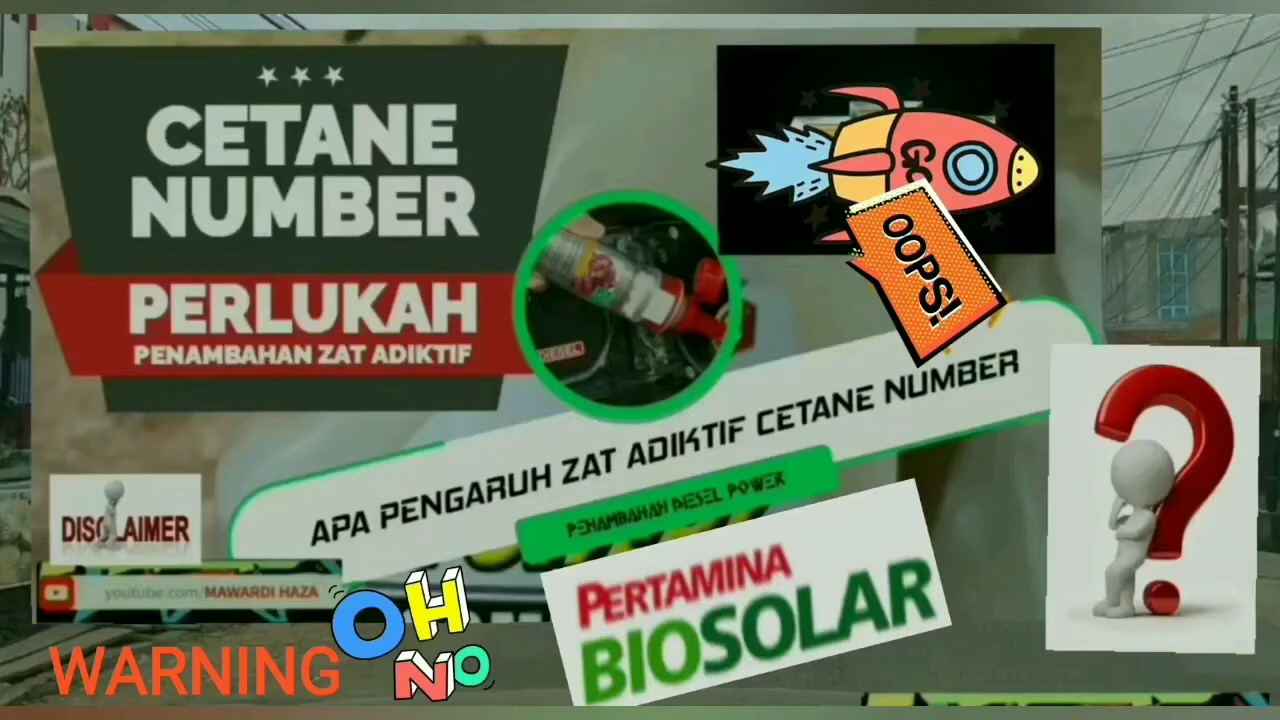 CETANE
NUMBER
PERLUKAH
PENAMBAHAN ZAT ADIKTIF
GO
OOPS!
APA PENGARUH ZAT ADIKTIF CETANE NUMBER
PENAMBAHAN DIESEL POWER
DISCLAIMER
youtube.com/MAWARDI HAZA
OH
NO
WARNING
PERTAMINA
BIOSOLAR